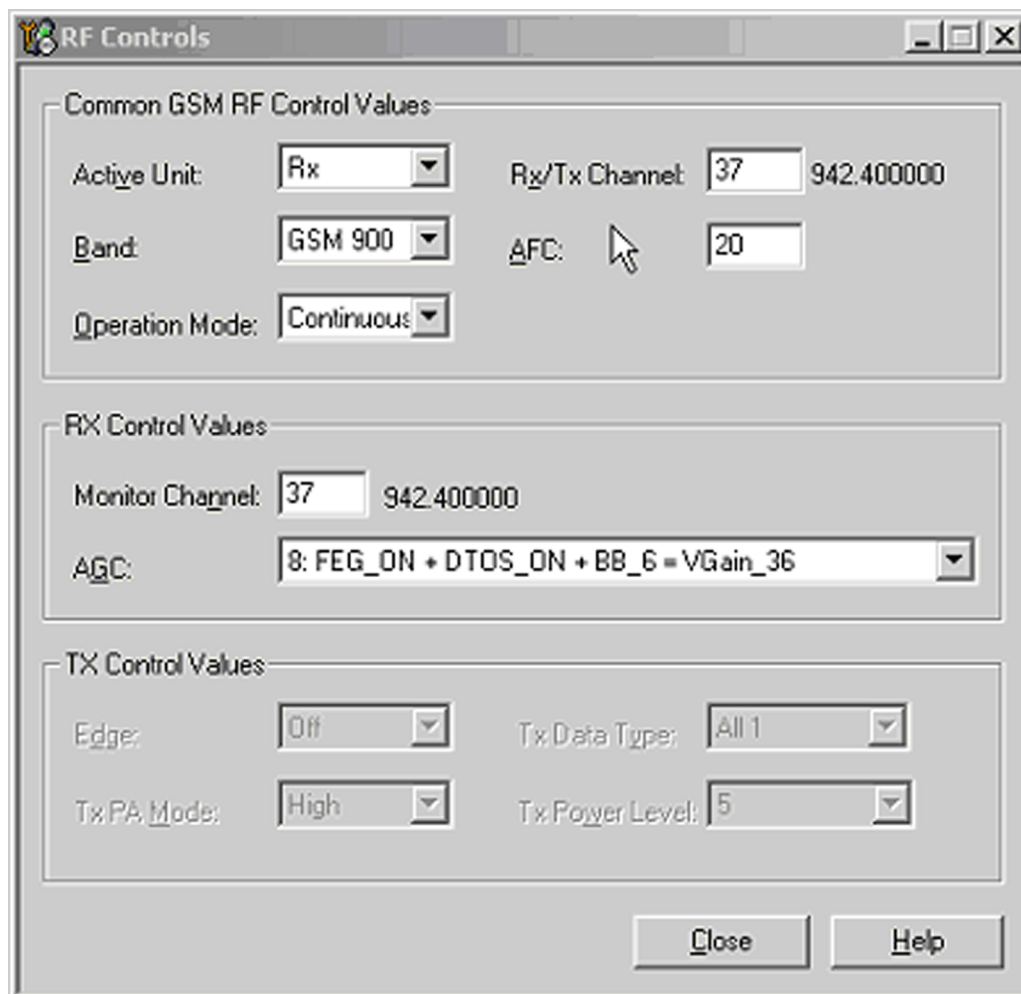 RF Controls
Common GSM RF Control Values
Active Unit: Rx Rx/Tx Channel: 37 942.400000
Band: GSM 900 AFC: 20
Operation Mode: Continuous
RX Control Values
Monitor Channel: 37 942.400000
AGC: 8: FEG_ON + DTOS_ON + BB_6 = VGain_36
TX Control Values
Edge: Off Tx Data Type: All 1
Tx PA Mode: High Tx Power Level: 5
Close Help